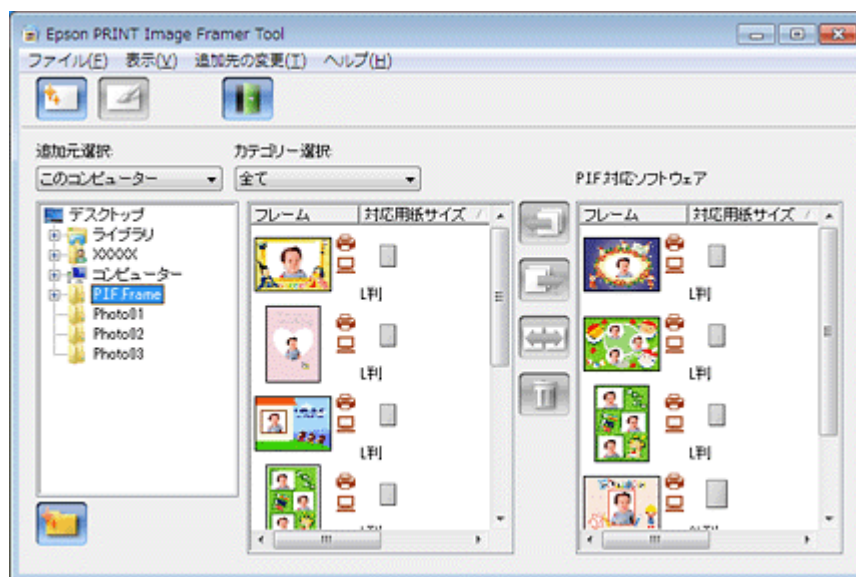 Epson PRINT Image Framer Tool
ファイル(F) 表示(V) 追加先の変更(I) ヘルプ(H)
追加元選択: カテゴリー選択:
このコンピューター 全て PIF対応ソフトウェア
デスクトップ
ライブラリ
XXXXX
コンピューター
PIF Frame
Photo01
Photo02
Photo03
フレーム 対応用紙サイズ /
L判
L判
L判
フレーム 対応用紙サイズ /
L判
L判
L判